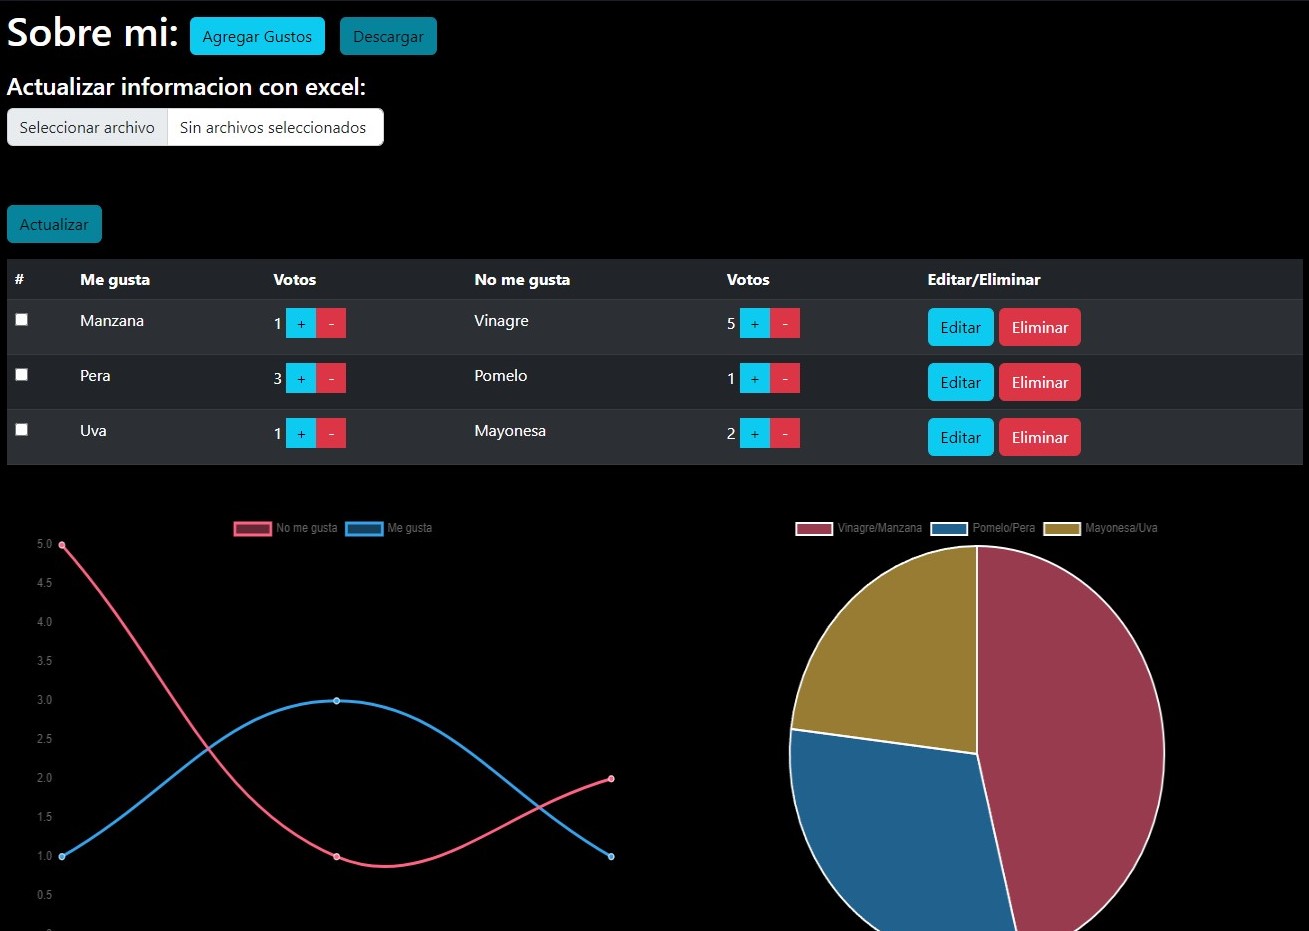 Sobre mi: Agregar Gustos Descargar
Actualizar informacion con excel:
Seleccionar archivo Sin archivos seleccionados
Actualizar
# Me gusta Votos No me gusta Votos Editar/Eliminar
Manzana 1 + - Vinagre 5 + - Editar Eliminar
Pera 3 + - Pomelo 1 + - Editar Eliminar
Uva 1 + - Mayonesa 2 + - Editar Eliminar
No me gusta Me gusta
5.0
4.5
4.0
3.5
3.0
2.5
2.0
1.5
1.0
0.5
Vinagre/Manzana Pomelo/Pera Mayonesa/Uva